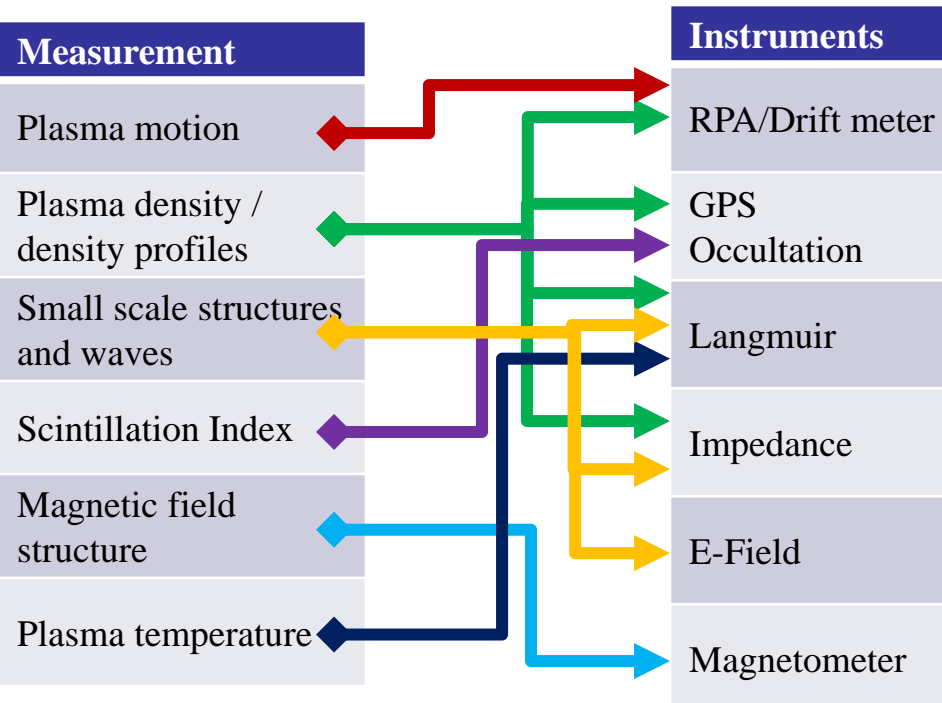 Measurement
Plasma motion
Plasma density /
density profiles
Small scale structures
and waves
Scintillation Index
Magnetic field
structure
Plasma temperature
Instruments
RPA/Drift meter
GPS
Occultation
Langmuir
Impedance
E-Field
Magnetometer